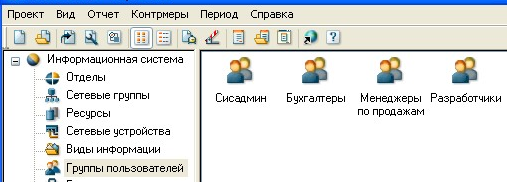 Проект Вид Отчет Контрмеры Период Справка
Информационная система
Отделы
Сетевые группы
Ресурсы
Сетевые устройства
Виды информации
Группы пользователей
Сисадмин Бухгалтеры Менеджеры Разработчики
по продажам